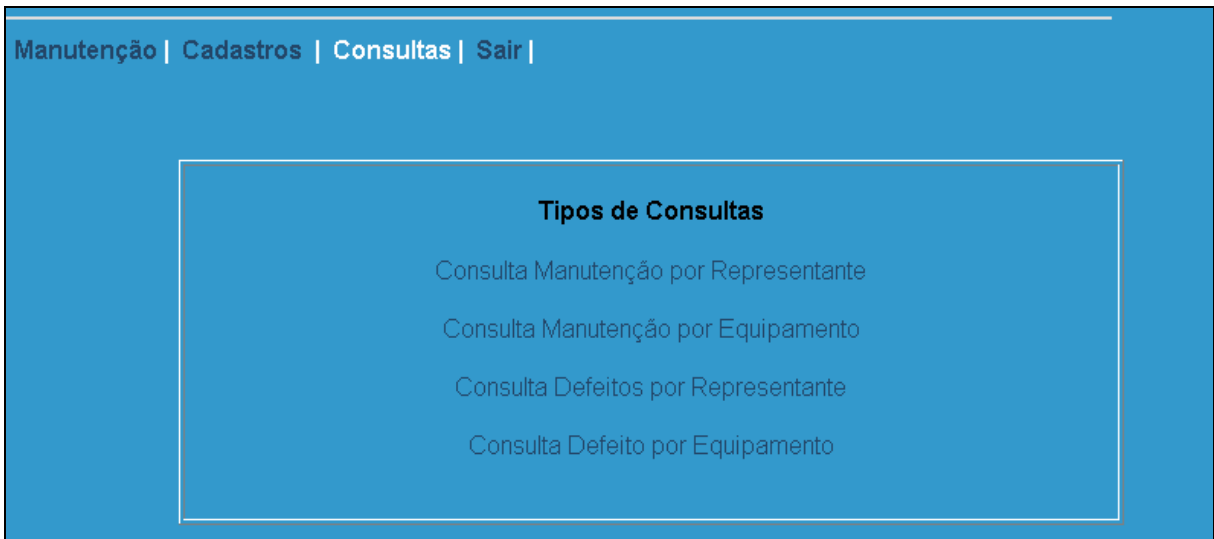 Manutenção | Cadastros | Consultas | Sair |
Tipos de Consultas
Consulta Manutenção por Representante
Consulta Manutenção por Equipamento
Consulta Defeitos por Representante
Consulta Defeito por Equipamento